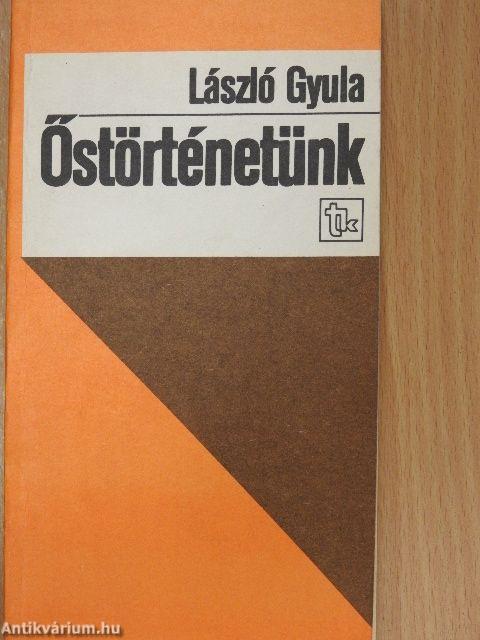 László Gyula
Őstörténetünk
tk
Antikvárium.hu